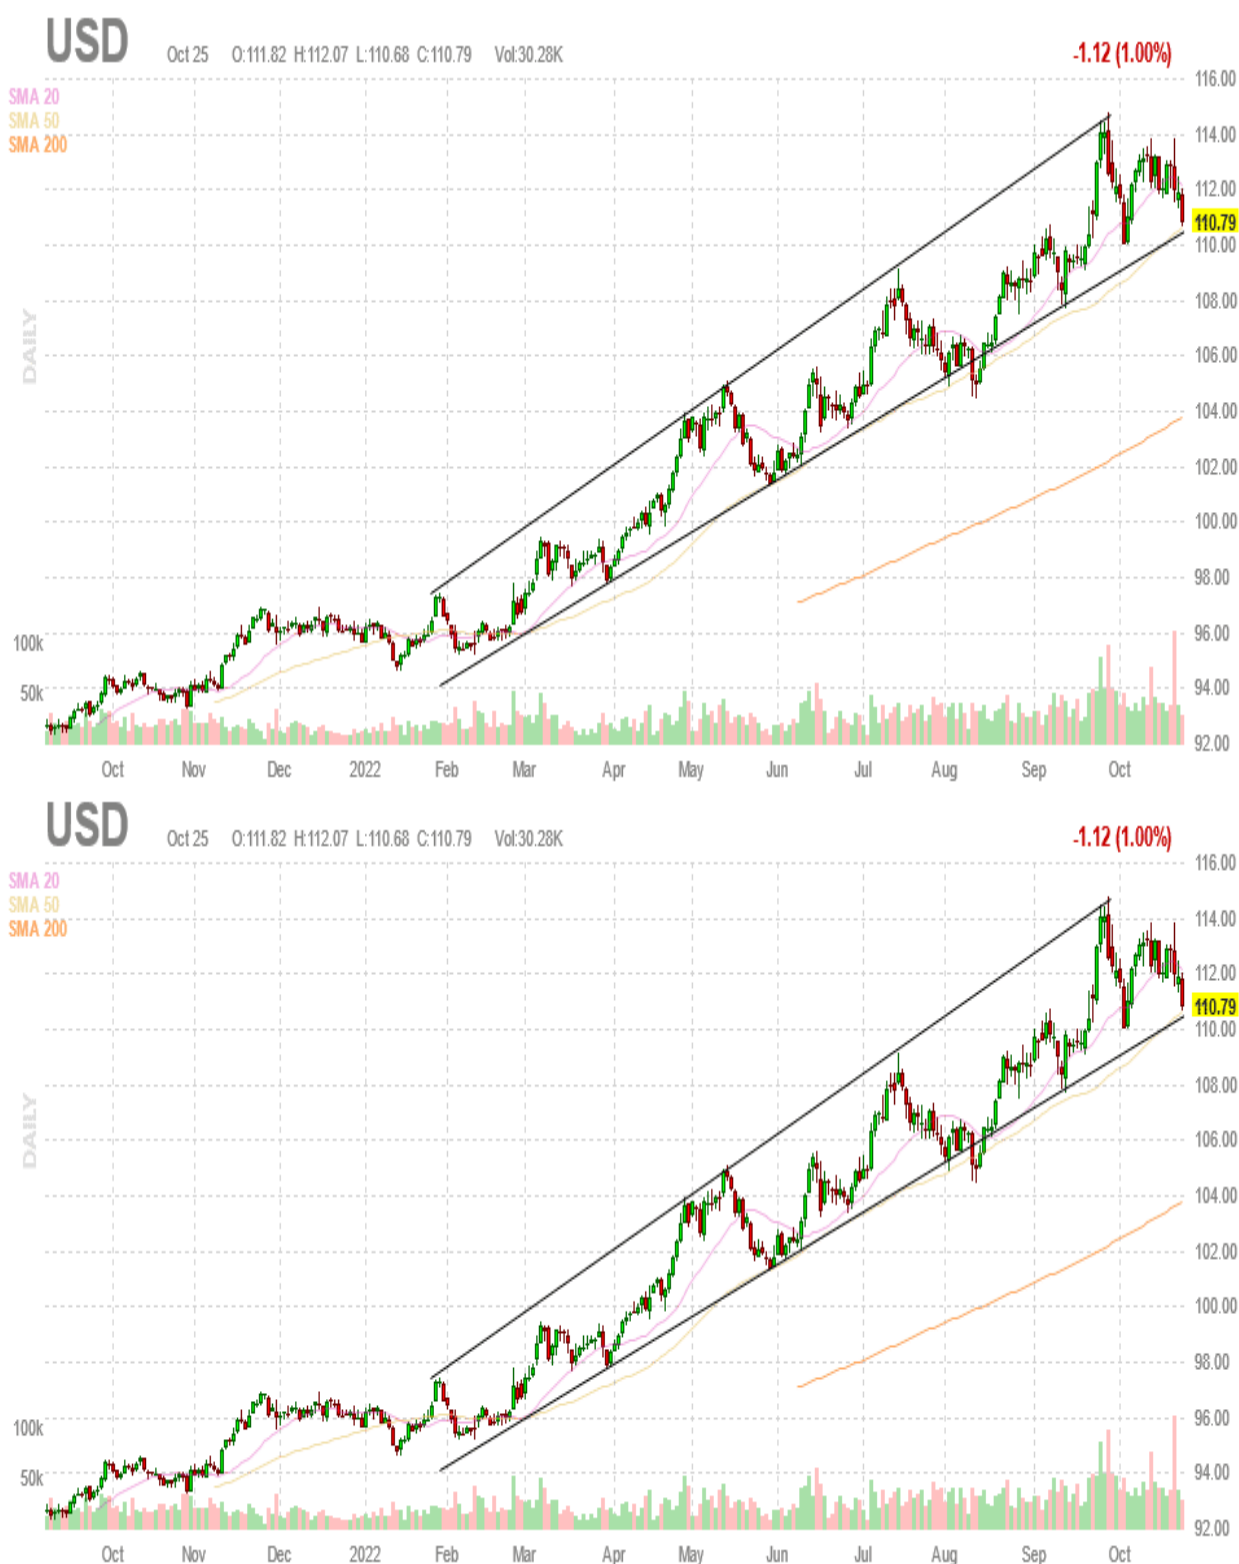 USD Oct 25 O:111.82 H:112.07 L:110.68 C:110.79 Vol:30.28K -1.12 (1.00%)
116.00
SMA 20
SMA 50
114.00
SMA 200
112.00
110.79
110.00
108.00
DAILY
106.00
104.00
102.00
100.00
98.00
96.00
100k
94.00
50k
92.00
Oct Nov Dec 2022 Feb Mar Apr May Jun Jul Aug Sep Oct
USD Oct 25 O:111.82 H:112.07 L:110.68 C:110.79 Vol:30.28K -1.12 (1.00%)
116.00
SMA 20
SMA 50
114.00
SMA 200
112.00
110.79
110.00
108.00
DAILY
106.00
104.00
102.00
100.00
98.00
96.00
100k
94.00
50k
92.00
Oct Nov Dec 2022 Feb Mar Apr May Jun Jul Aug Sep Oct